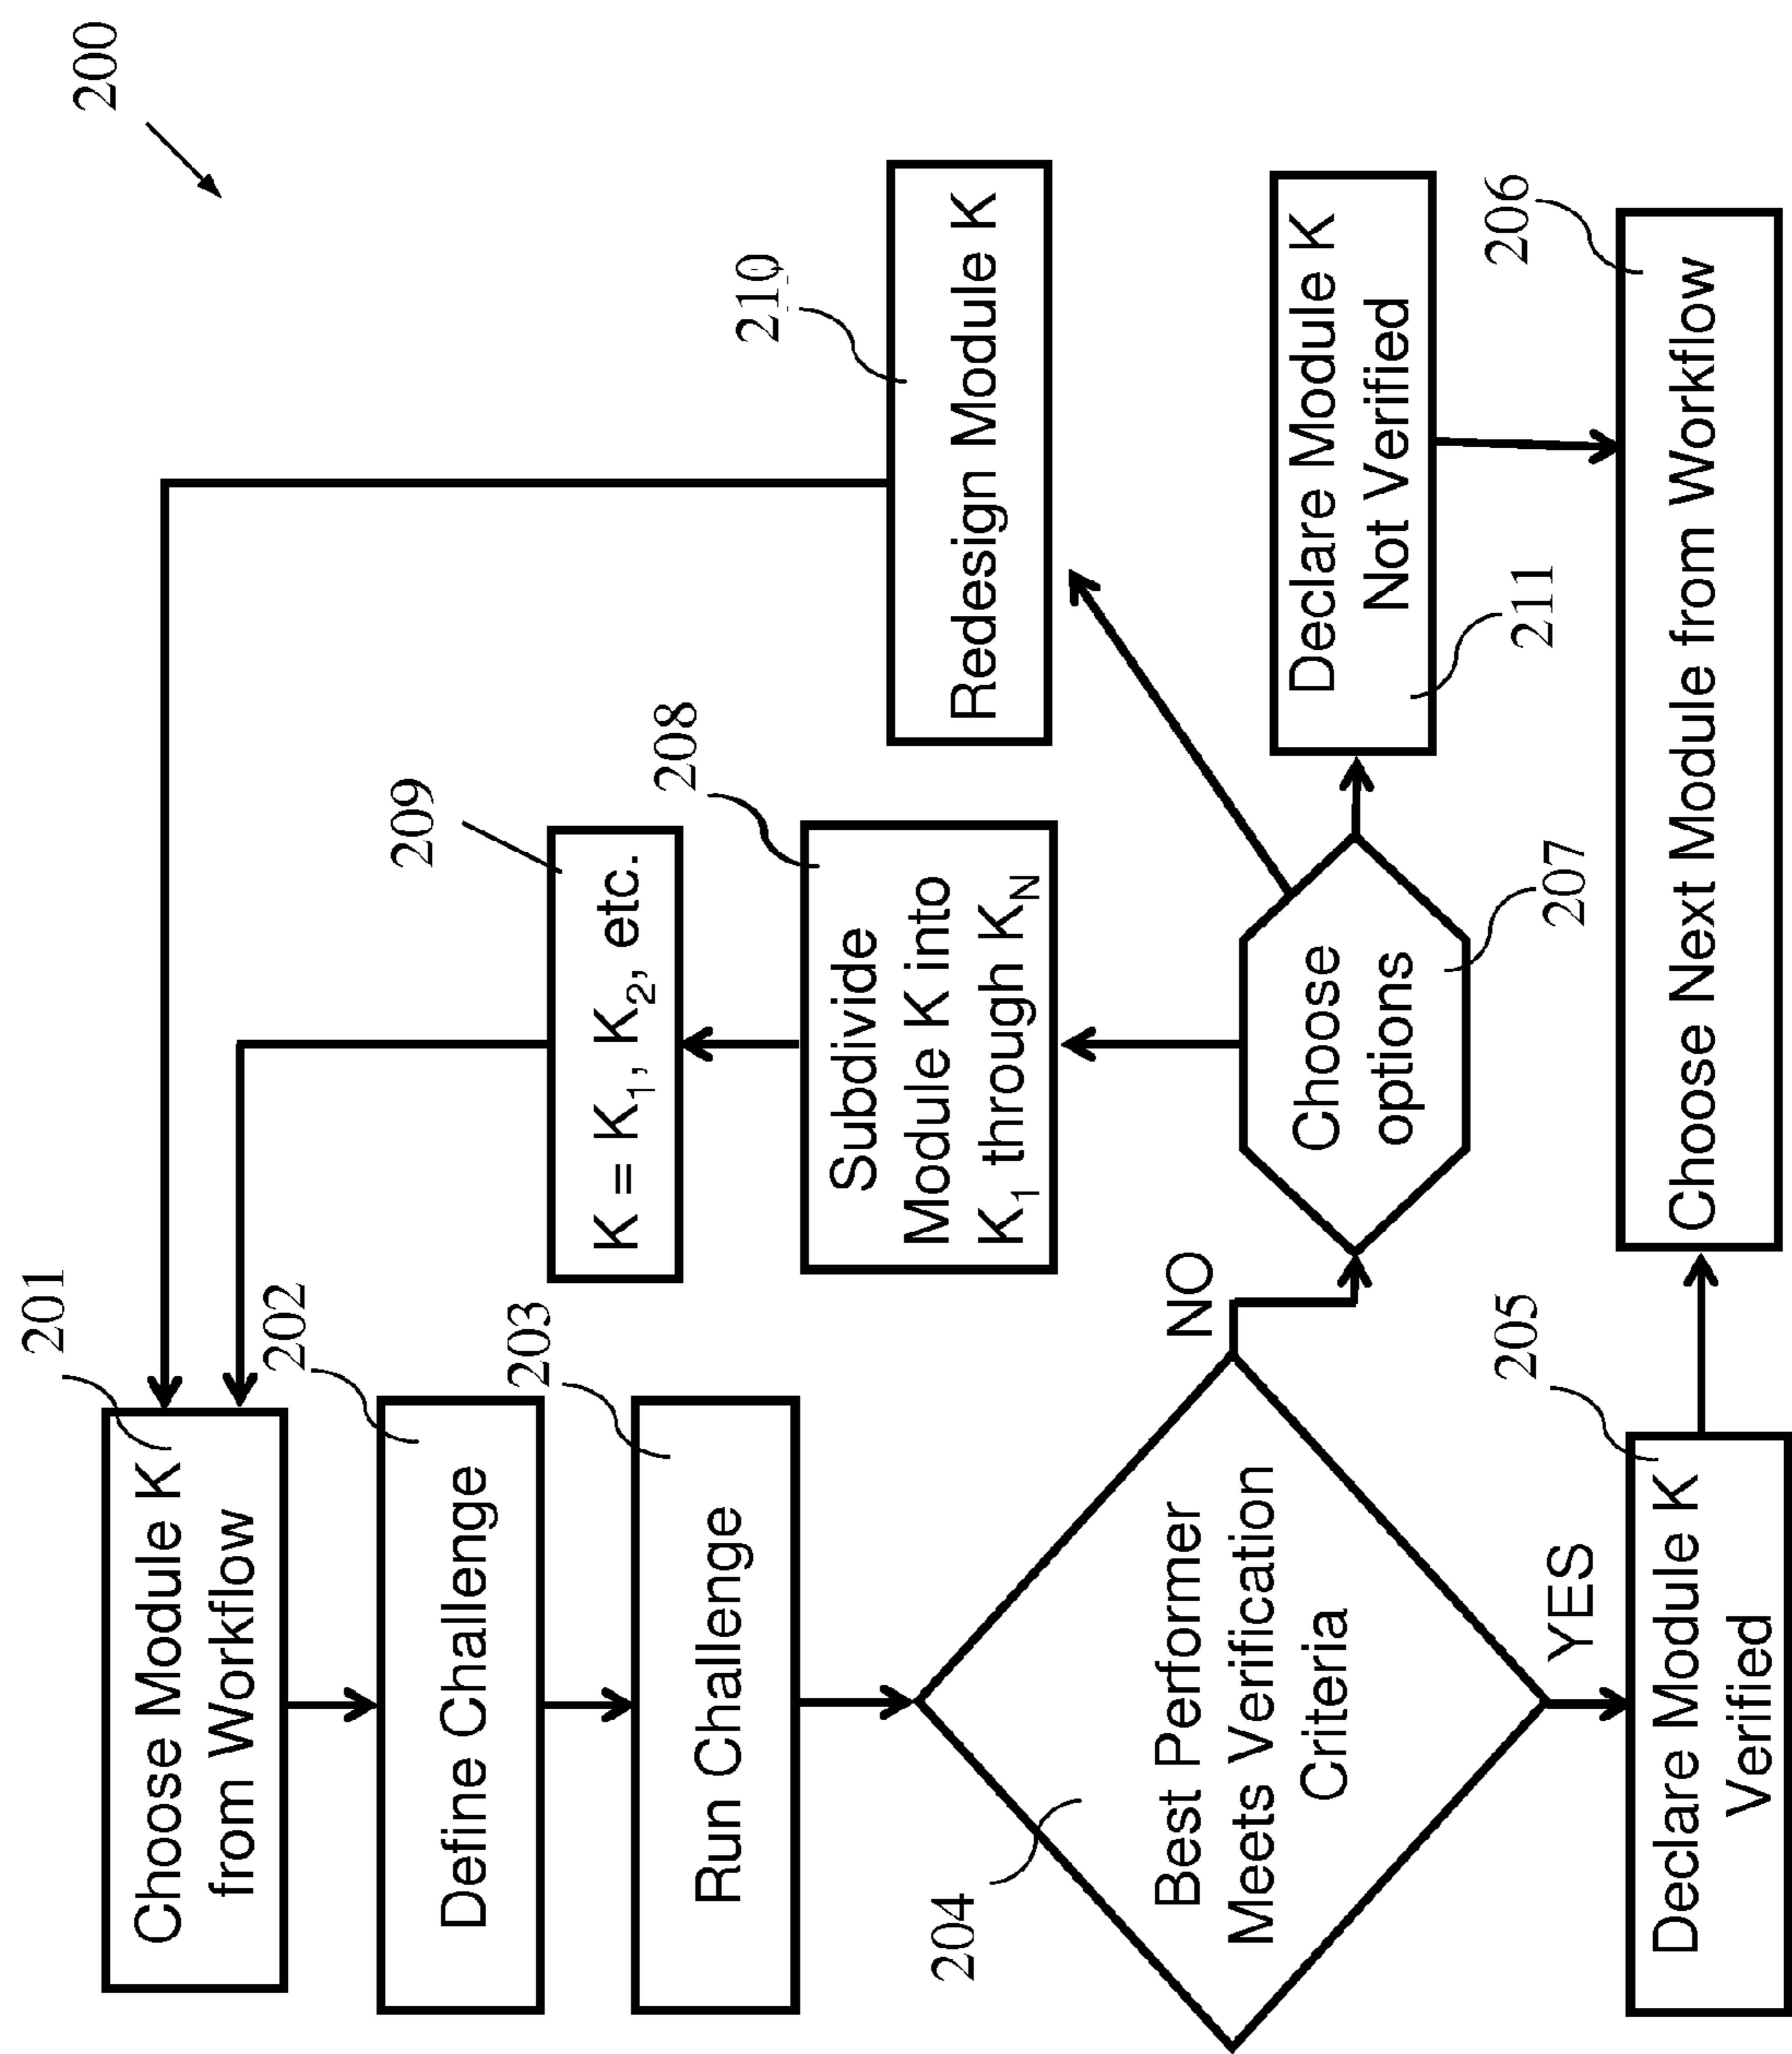 200
201
Choose Module K
from Workflow
202
Define Challenge
203
Run Challenge
204
Best Performer
Meets Verification
Criteria
NO
YES
205
Declare Module K
Verified
206
Choose Next Module from Workflow
207
Choose
options
208
Subdivide
Module K into
K₁ through K_N
209
K = K₁, K₂, etc.
210
Redesign Module K
211
Declare Module K
Not Verified